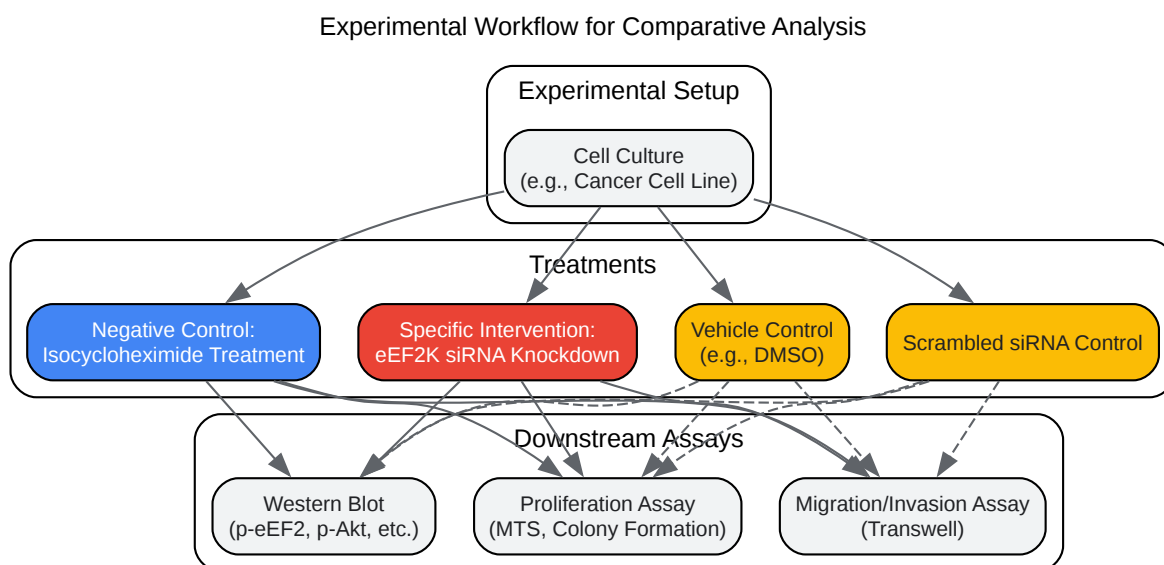 Experimental Workflow for Comparative Analysis
Experimental Setup
Cell Culture
(e.g., Cancer Cell Line)
Treatments
Negative Control:
Isocycloheximide Treatment
Specific Intervention:
eEF2K siRNA Knockdown
Vehicle Control
(e.g., DMSO)
Scrambled siRNA Control
Downstream Assays
Western Blot
(p-eEF2, p-Akt, etc.)
Proliferation Assay
(MTS, Colony Formation)
Migration/Invasion Assay
(Transwell)